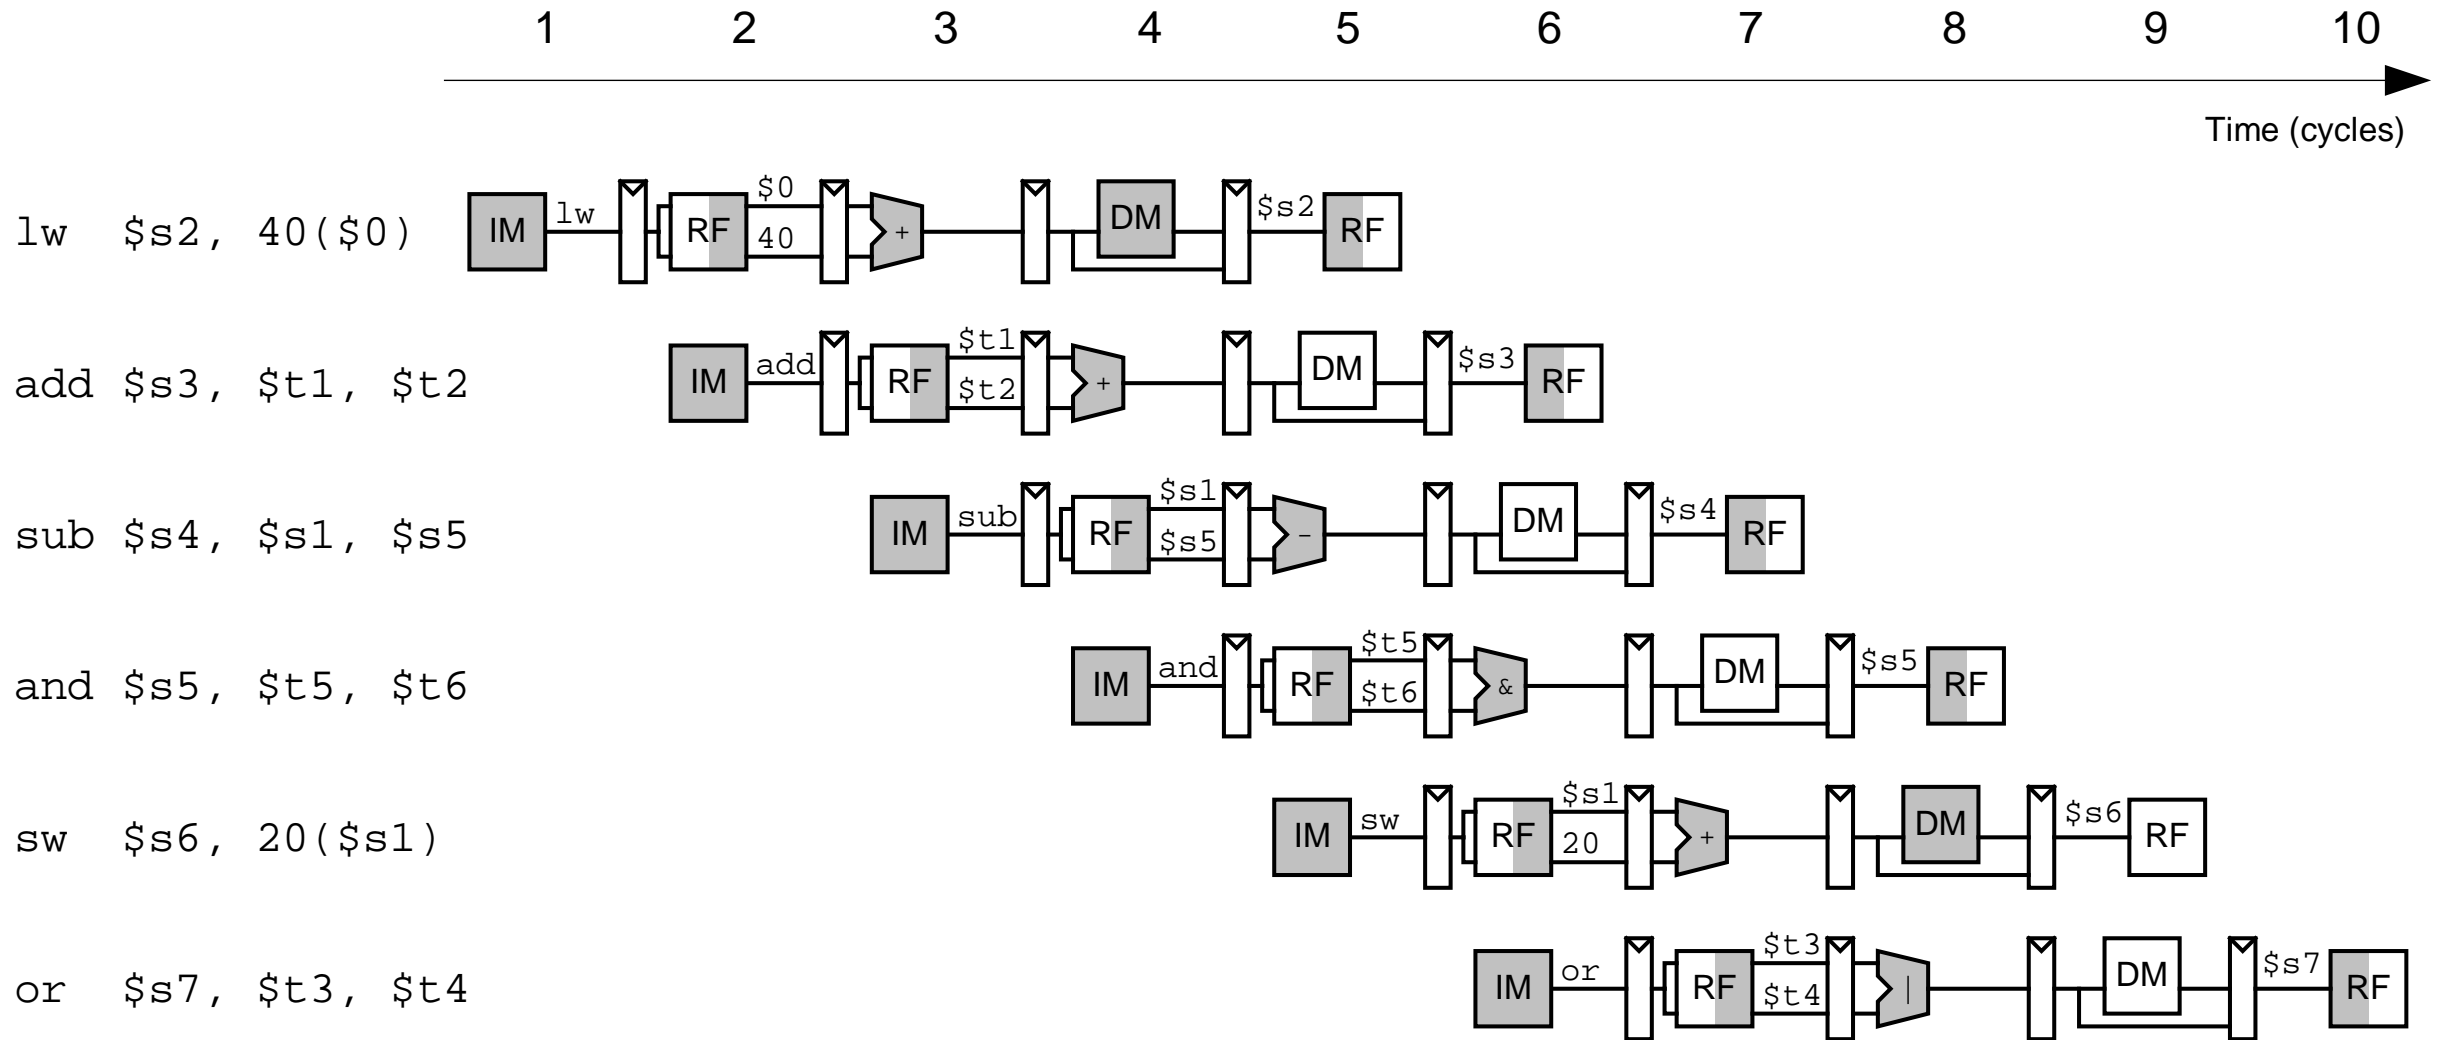 1 2 3 4 5 6 7 8 9 10
Time (cycles)
lw $s2, 40($0) IM lw RF $0 40 + DM $s2 RF
add $s3, $t1, $t2 IM add RF $t1 $t2 + DM $s3 RF
sub $s4, $s1, $s5 IM sub RF $s1 $s5 - DM $s4 RF
and $s5, $t5, $t6 IM and RF $t5 $t6 & DM $s5 RF
sw $s6, 20($s1) IM sw RF $s1 20 + DM $s6 RF
or $s7, $t3, $t4 IM or RF $t3 $t4 | DM $s7 RF